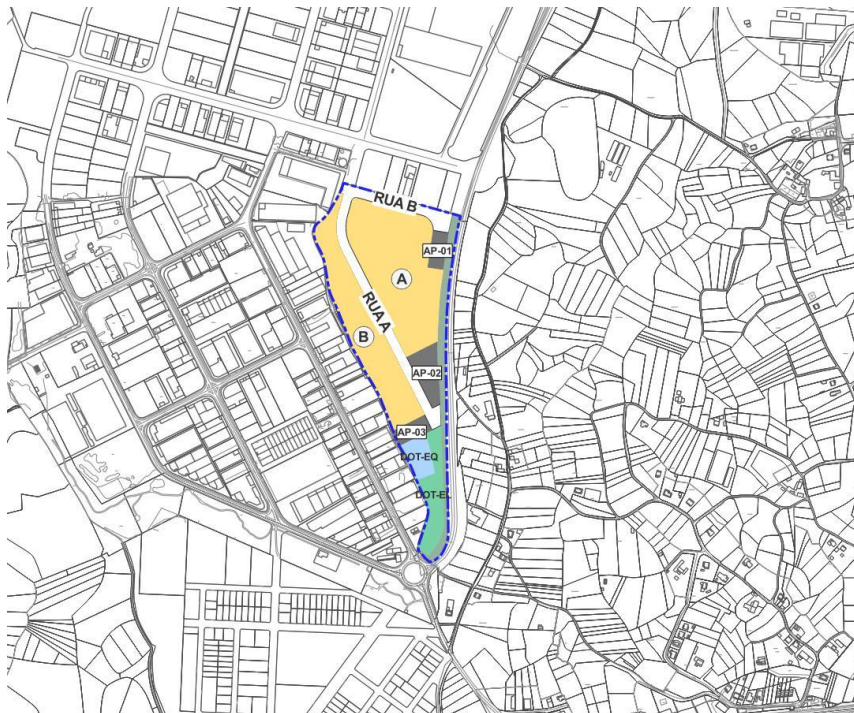 RUA B
AP-01
A
RUA A
B
AP-02
AP-03
DOT-EQ
DOT-EL